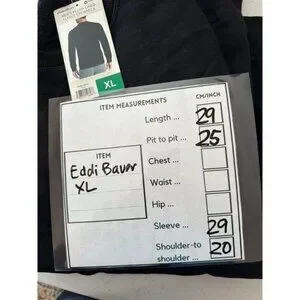 XL
ITEM MEASUREMENTS
CM/INCH
Length ... 29
Pit to pit ... 25
Chest ...
Waist ...
Hip ...
Sleeve ... 29
Shoulder-to
shoulder ... 20
ITEM
Eddi Bauer
XL